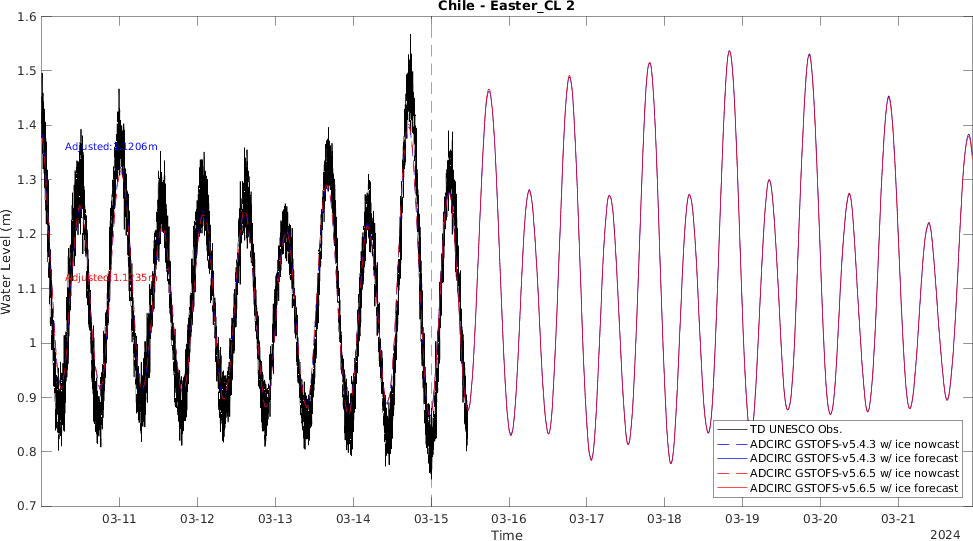 Chile - Easter_CL 2
1.6
1.5
1.4
1.3
1.2
1.1
1
0.9
0.8
0.7
Water Level (m)
Adjusted:1.1206m
Adjusted:1.1235m
TD UNESCO Obs.
ADCIRC GSTOFS-v5.4.3 w/ ice nowcast
ADCIRC GSTOFS-v5.4.3 w/ ice forecast
ADCIRC GSTOFS-v5.6.5 w/ ice nowcast
ADCIRC GSTOFS-v5.6.5 w/ ice forecast
03-11 03-12 03-13 03-14 03-15 03-16 03-17 03-18 03-19 03-20 03-21
Time
2024